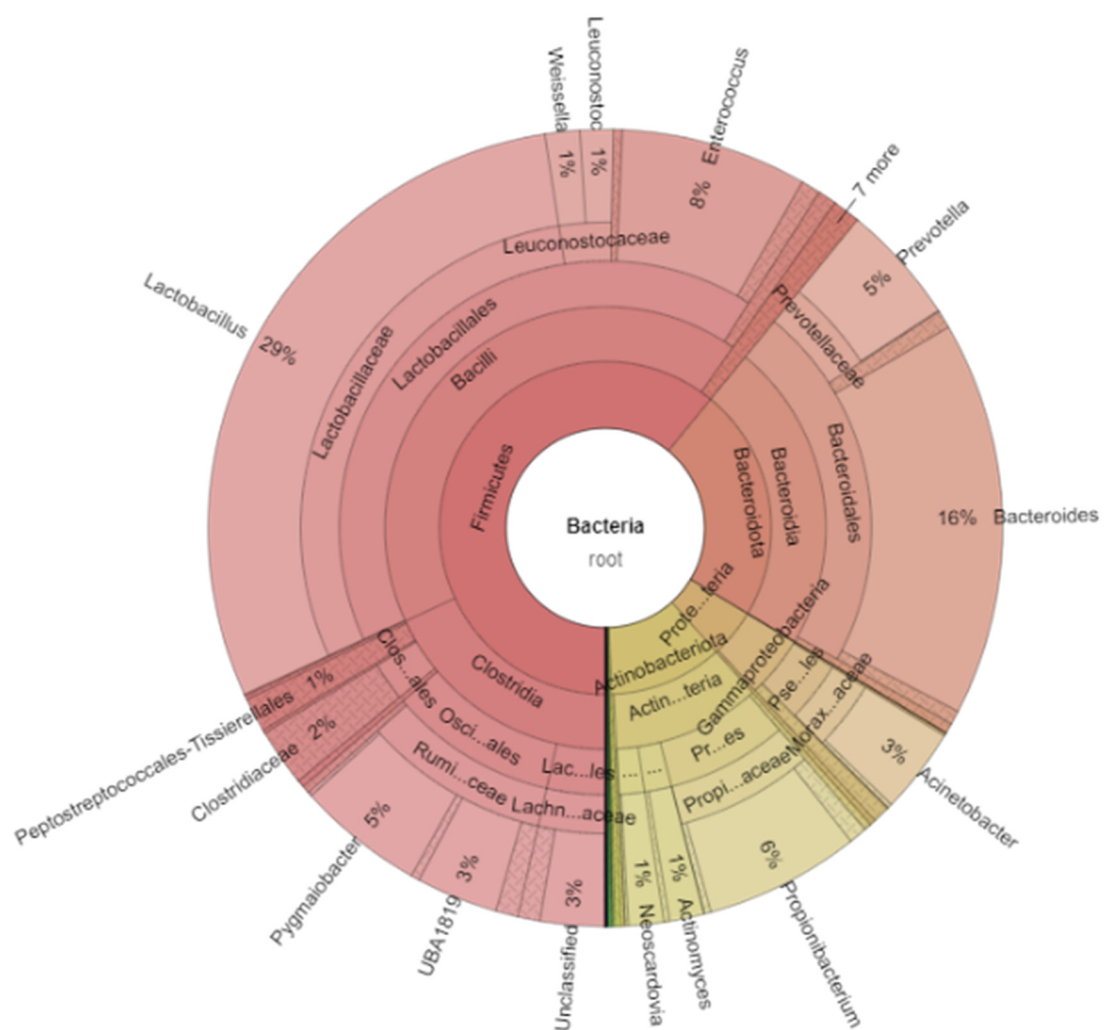 Leuconostoc
Weissella
1%
1%
Enterococcus
8%
7 more
Prevotella
5%
Leuconostocaceae
Lactobacillus
29%
Lactobacillaceae
Lactobacillales
Bacilli
Firmicutes
Prevotellaceae
Bacteroidota
Bacteroidia
Bacteroidales
16%
Bacteroides
Bacteria
root
Prote...teria
Gammaproteobacteria
Pse...les
Morax...aceae
3%
Acinetobacter
Actinobacteriota
Actin...teria
Pr...es
Propi...aceae
6%
Propionibacterium
...
...
1%
Actinomyces
1%
Neoscardovia
Clostridia
Clos...ales
Osci...ales
Lac...les
Rumi...ceae
Lachn...aceae
1%
Peptostreptococcales-Tissierellales
2%
Clostridiaceae
5%
Pygmaiobacter
3%
UBA1819
3%
Unclassified